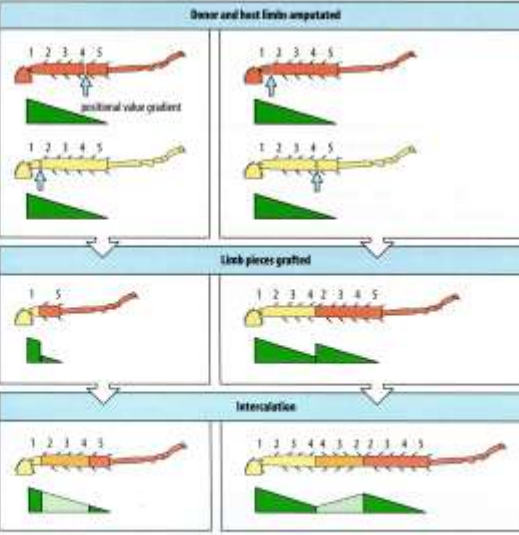 Donor and host limbs amputated
1 2 3 4 5
1 2 3 4 5
positional value gradient
1 2 3 4 5
1 2 3 4 5
Limb pieces grafted
1 5
1 2 3 4 2 3 4 5
Intercalation
1 2 3 4 5
1 2 3 4 4 3 2 2 3 4 5